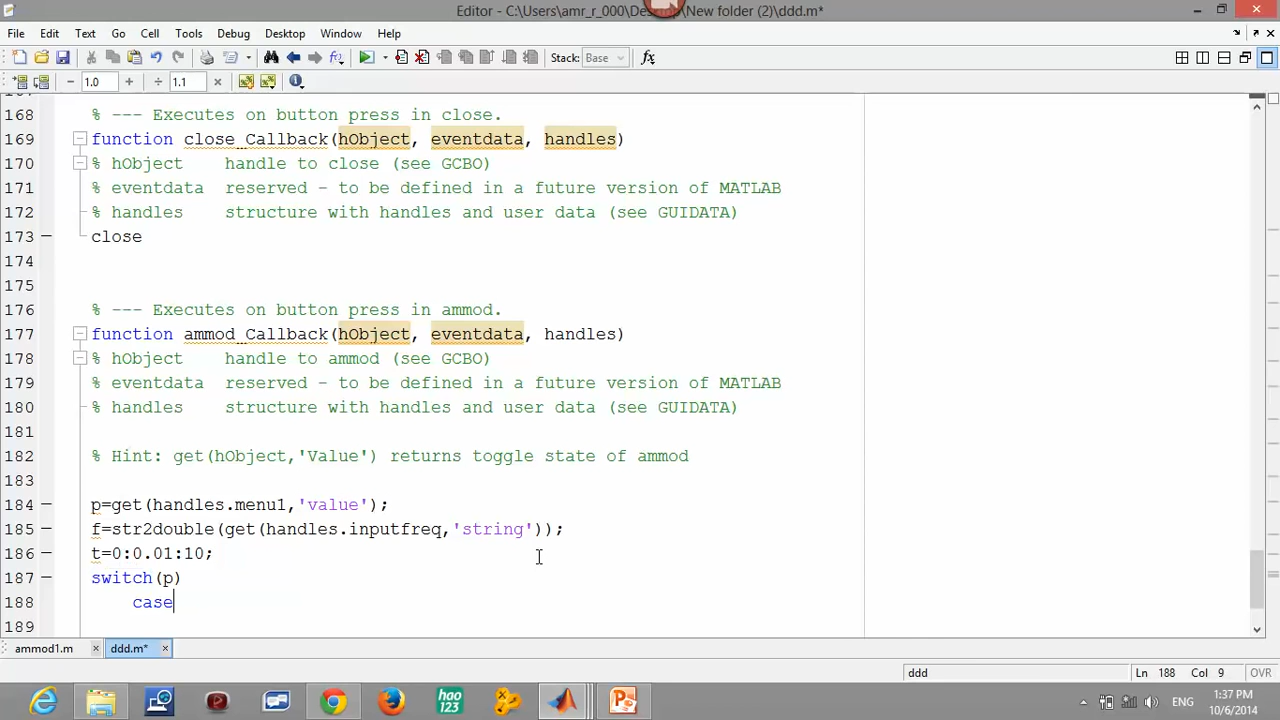 Editor - C:\Users\amr_r_000\Des...p\New folder (2)\ddd.m*
File Edit Text Go Cell Tools Debug Desktop Window Help
Stack: Base fx
1.0 1.1
168 % --- Executes on button press in close.
169 function close_Callback(hObject, eventdata, handles)
170 % hObject    handle to close (see GCBO)
171 % eventdata  reserved - to be defined in a future version of MATLAB
172 % handles    structure with handles and user data (see GUIDATA)
173 close
174
175
176 % --- Executes on button press in ammod.
177 function ammod_Callback(hObject, eventdata, handles)
178 % hObject    handle to ammod (see GCBO)
179 % eventdata  reserved - to be defined in a future version of MATLAB
180 % handles    structure with handles and user data (see GUIDATA)
181
182 % Hint: get(hObject,'Value') returns toggle state of ammod
183
184 p=get(handles.menu1,'value');
185 f=str2double(get(handles.inputfreq,'string'));
186 t=0:0.01:10;
187 switch(p)
188     case
189
ammod1.m ddd.m*
ddd Ln 188 Col 9 OVR
hao 123
ENG 1:37 PM
10/6/2014